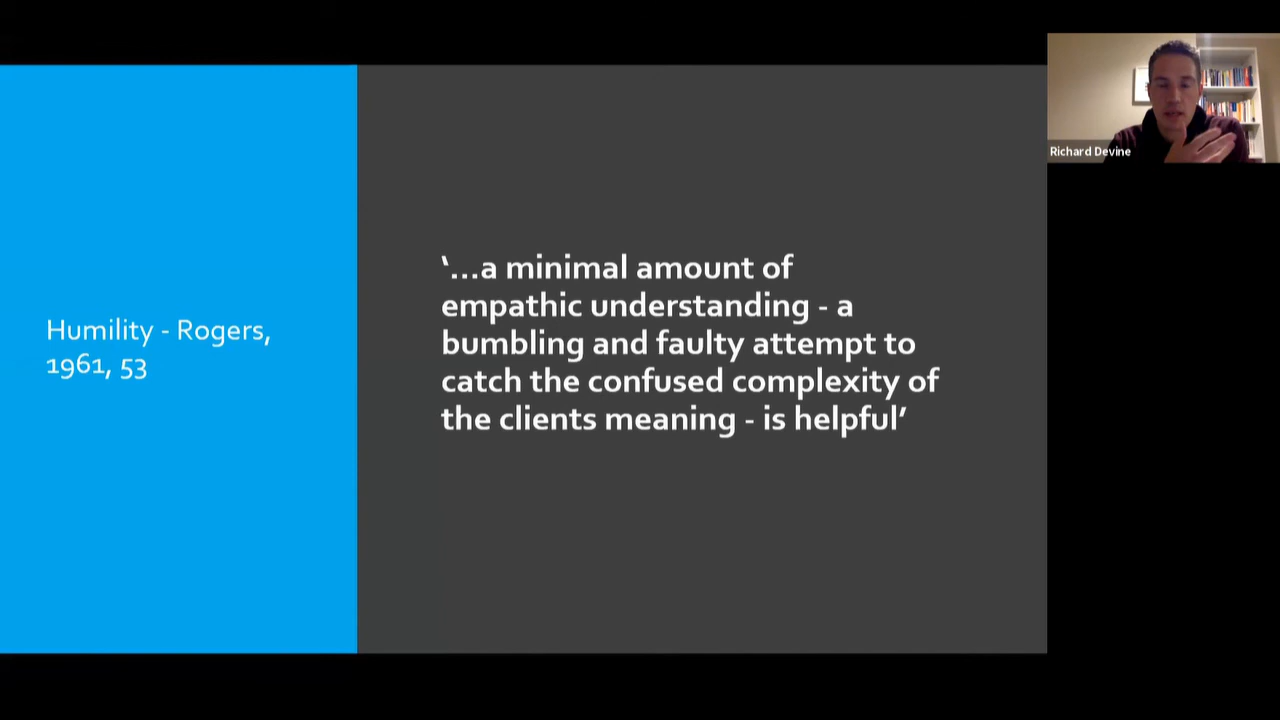 Humility - Rogers,
1961, 53
‘…a minimal amount of
empathic understanding - a
bumbling and faulty attempt to
catch the confused complexity of
the clients meaning - is helpful’
Richard Devine